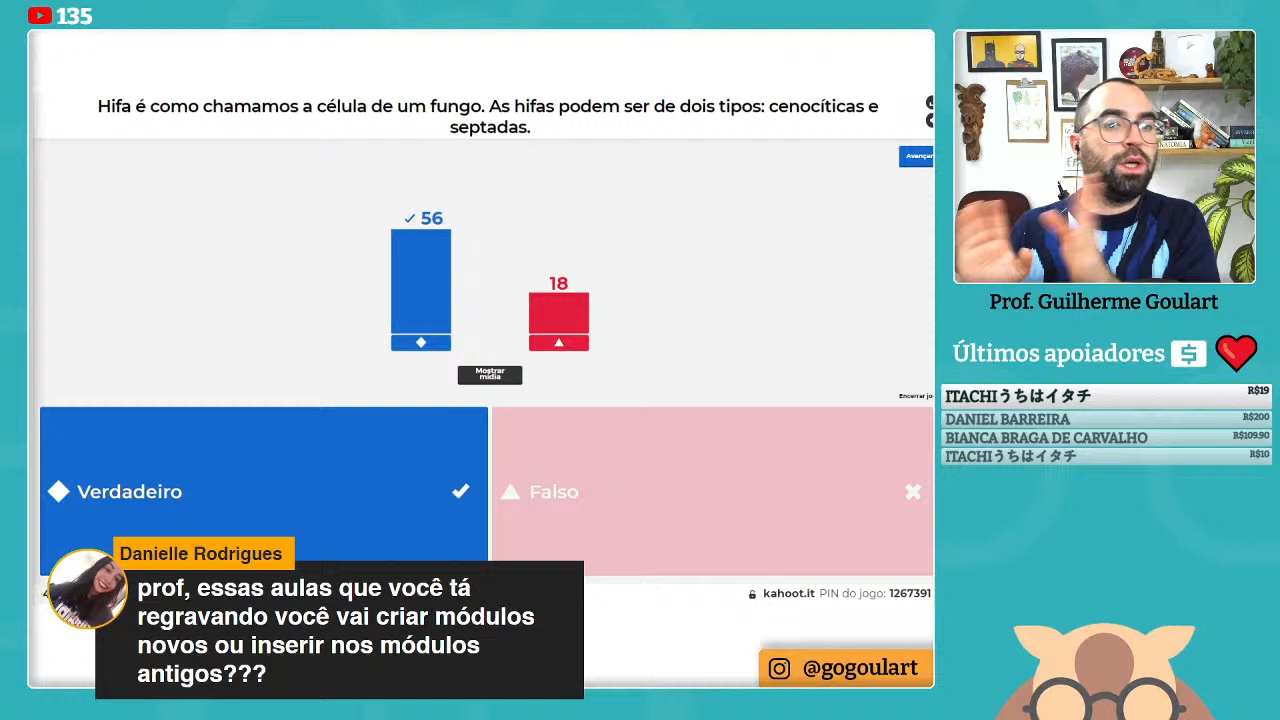 135
Hifa é como chamamos a célula de um fungo. As hifas podem ser de dois tipos: cenocíticas e
septadas.
Avançar
56
18
Mostrar
mídia
Encerrar jo
Verdadeiro
Falso
kahoot.it PIN do jogo: 1267391
Danielle Rodrigues
prof, essas aulas que você tá
regravando você vai criar módulos
novos ou inserir nos módulos
antigos???
@gogoulart
Prof. Guilherme Goulart
Últimos apoiadores
ITACHIうちはイタチ R$19
DANIEL BARREIRA R$200
BIANCA BRAGA DE CARVALHO R$109.90
ITACHIうちはイタチ R$10